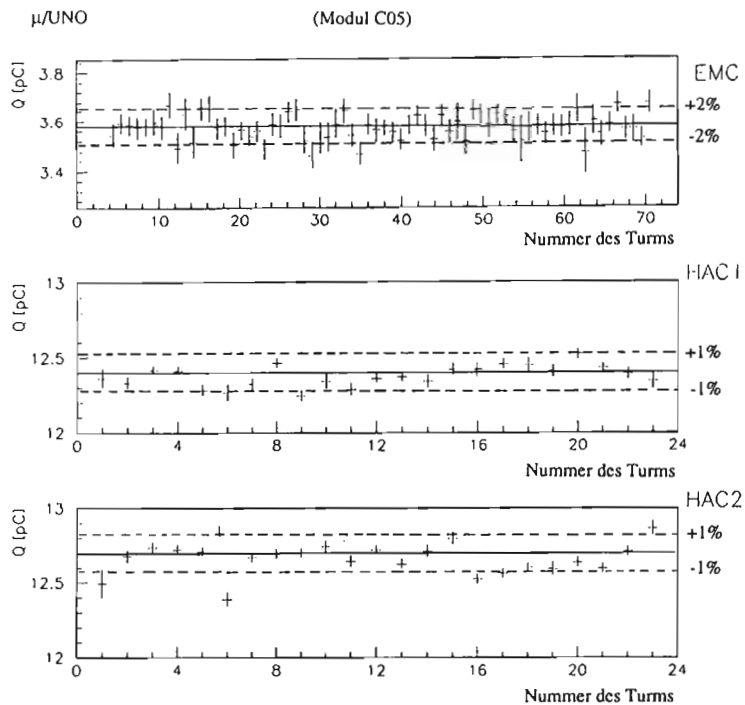 μ/UNO (Modul C05)
EMC
Q [pC]
3.8
3.6
3.4
+2%
-2%
0 10 20 30 40 50 60 70
Nummer des Turms
HAC1
Q [pC]
13
12.5
12
+1%
-1%
0 4 8 12 16 20 24
Nummer des Turms
HAC2
Q [pC]
13
12.5
12
+1%
-1%
0 4 8 12 16 20 24
Nummer des Turms